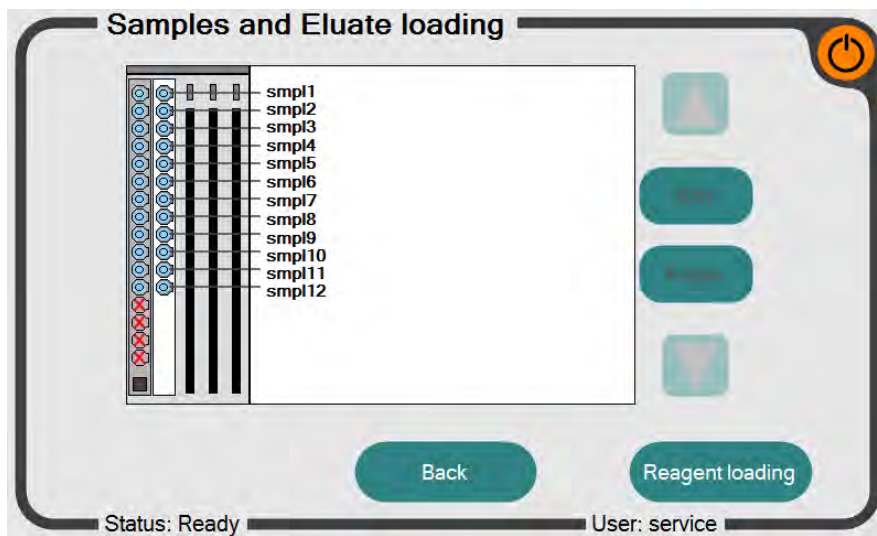 Samples and Eluate loading
smpl1
smpl2
smpl3
smpl4
smpl5
smpl6
smpl7
smpl8
smpl9
smpl10
smpl11
smpl12
Back
Reagent loading
Status: Ready
User: service